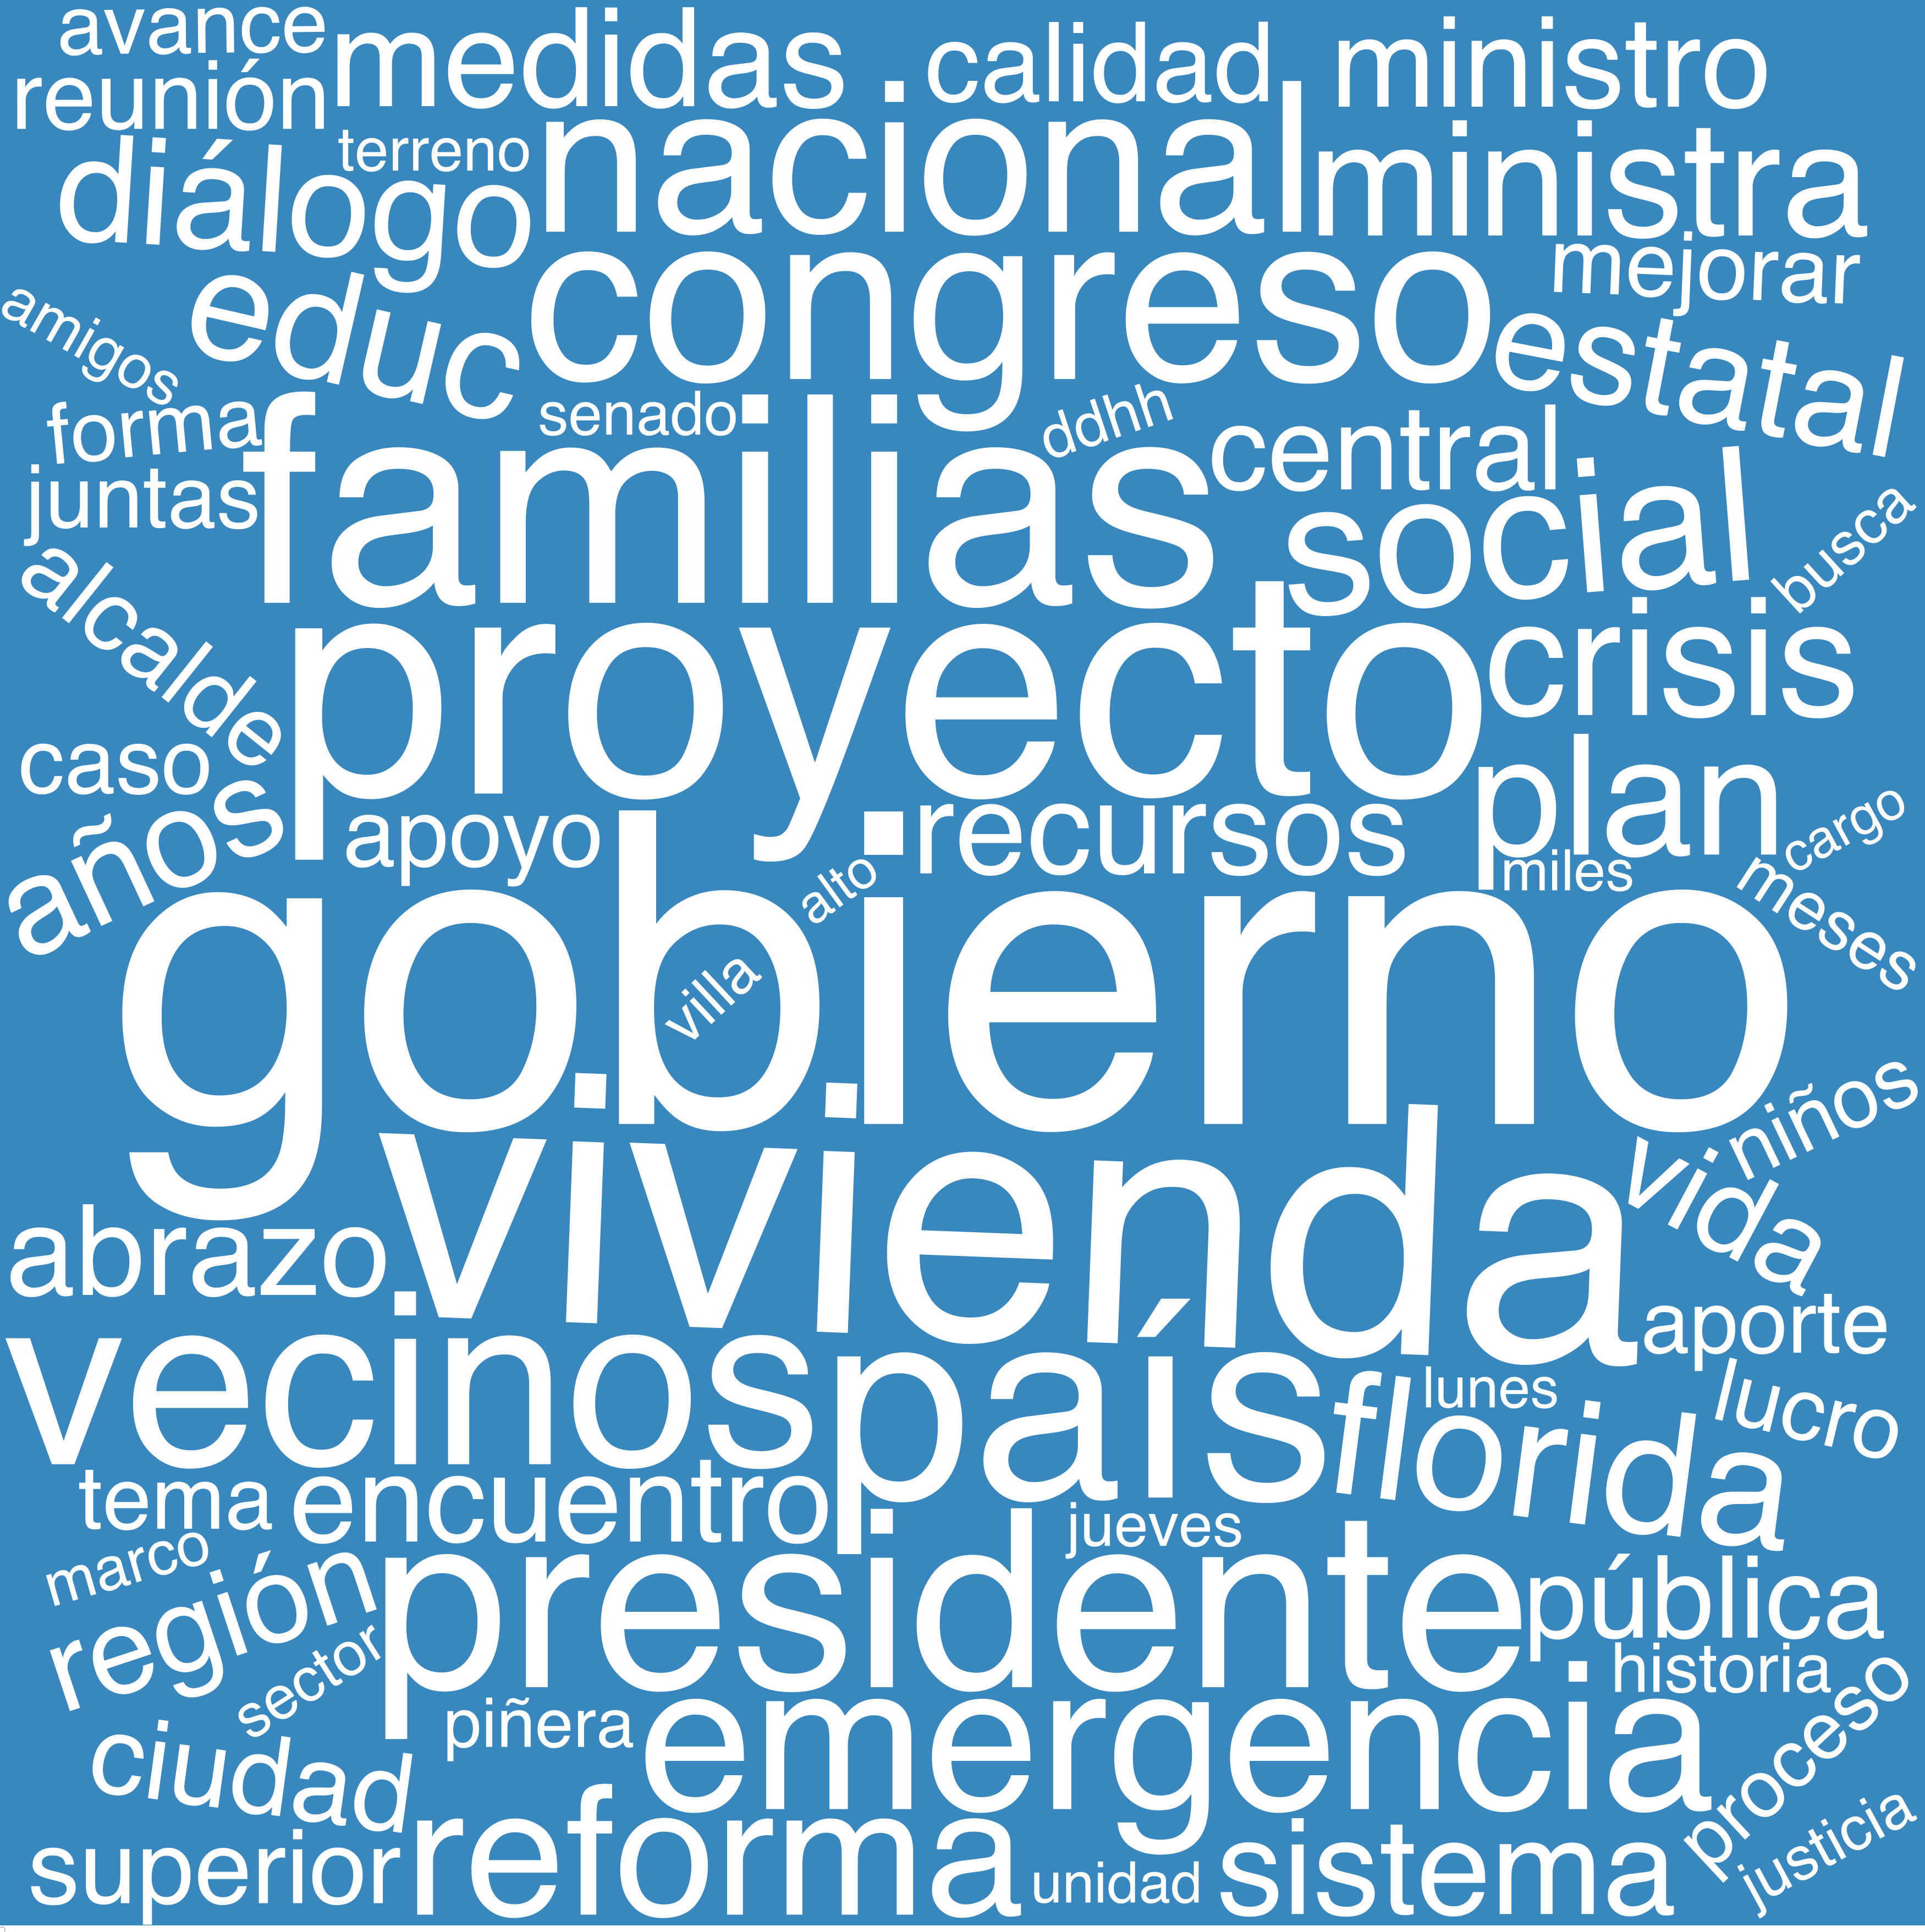 avance medidas calidad ministro
reunión terreno nacional ministra
diálogo congreso mejorar
amigos educ senado ddhh estatal
forma familias central
juntas social busca
alcalde proyecto crisis
caso plan
años apoyo recursos cargo
alto miles meses
gobierno
villa
niños
vivienda vida
abrazo aporte
vecinos país florida lunes lucro
tema encuentro jueves
marco presidente pública
región historia
sector piñera emergencia proceso
ciudad justicia
superior reforma unidad sistema